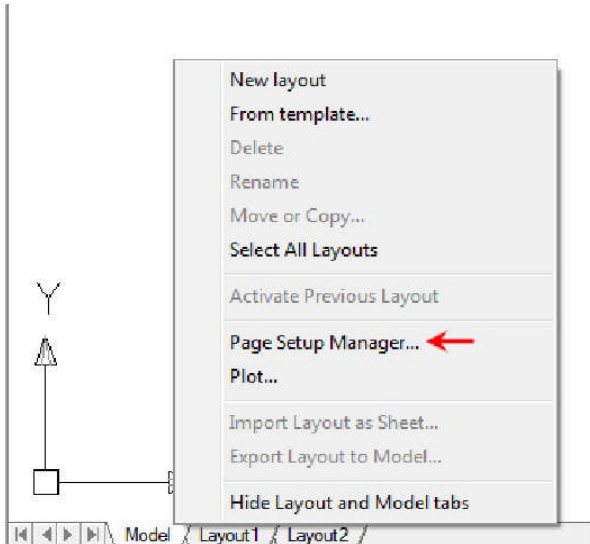 New layout
From template...
Delete
Rename
Move or Copy...
Select All Layouts
Activate Previous Layout
Page Setup Manager...
Plot...
Import Layout as Sheet...
Export Layout to Model...
Hide Layout and Model tabs
Y
Model / Layout1 / Layout2 /